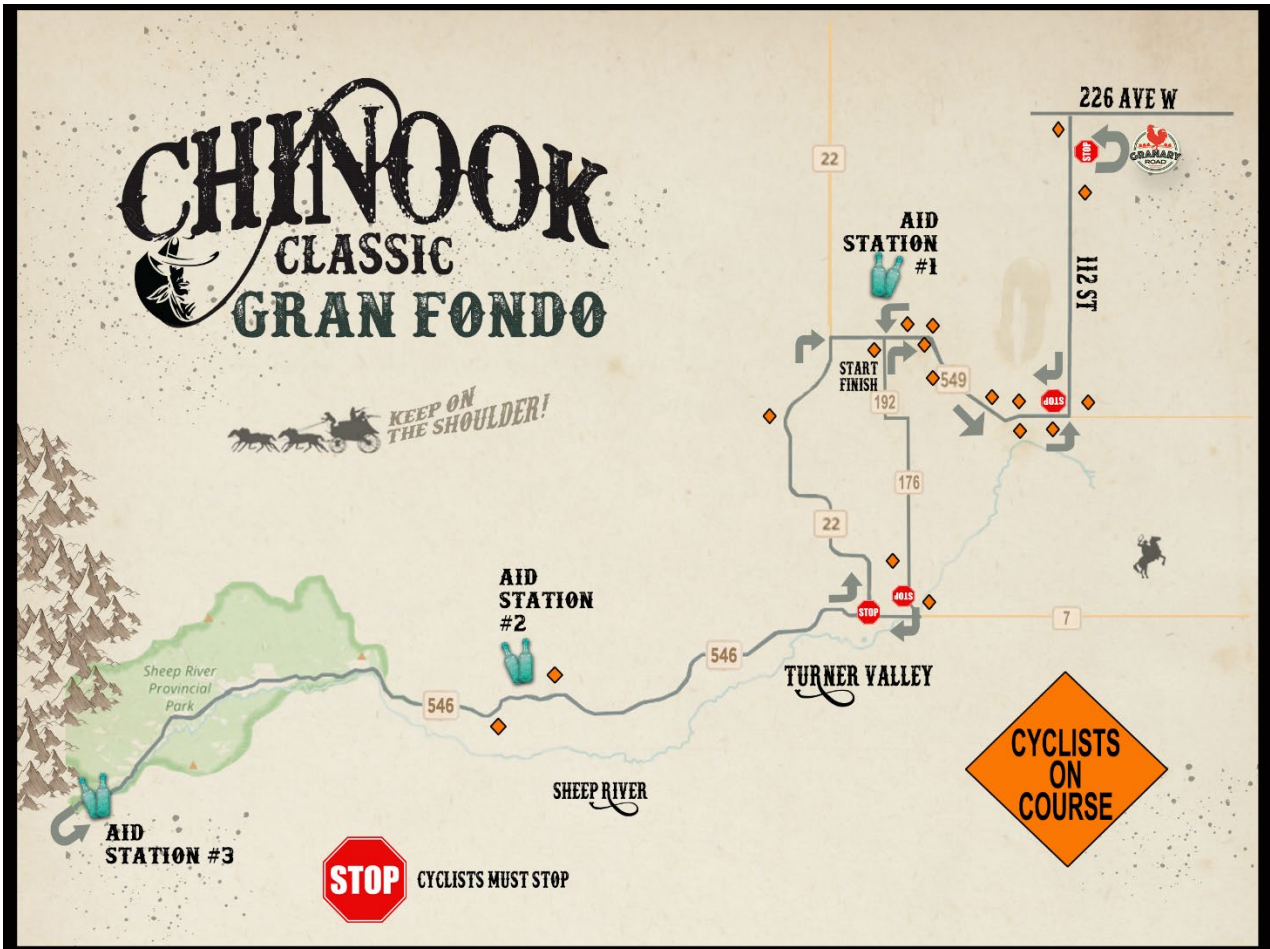 CHINOOK
CLASSIC
GRAN FONDO
KEEP ON
THE SHOULDER!
226 AVE W
STOP
GRANARY
ROAD
22
AID
STATION
#1
112 ST
START
FINISH
549
192
STOP
176
22
STOP
STOP
7
AID
STATION
#2
546
TURNER VALLEY
Sheep River
Provincial
Park
546
SHEEP RIVER
CYCLISTS
ON
COURSE
AID
STATION #3
STOP
CYCLISTS MUST STOP